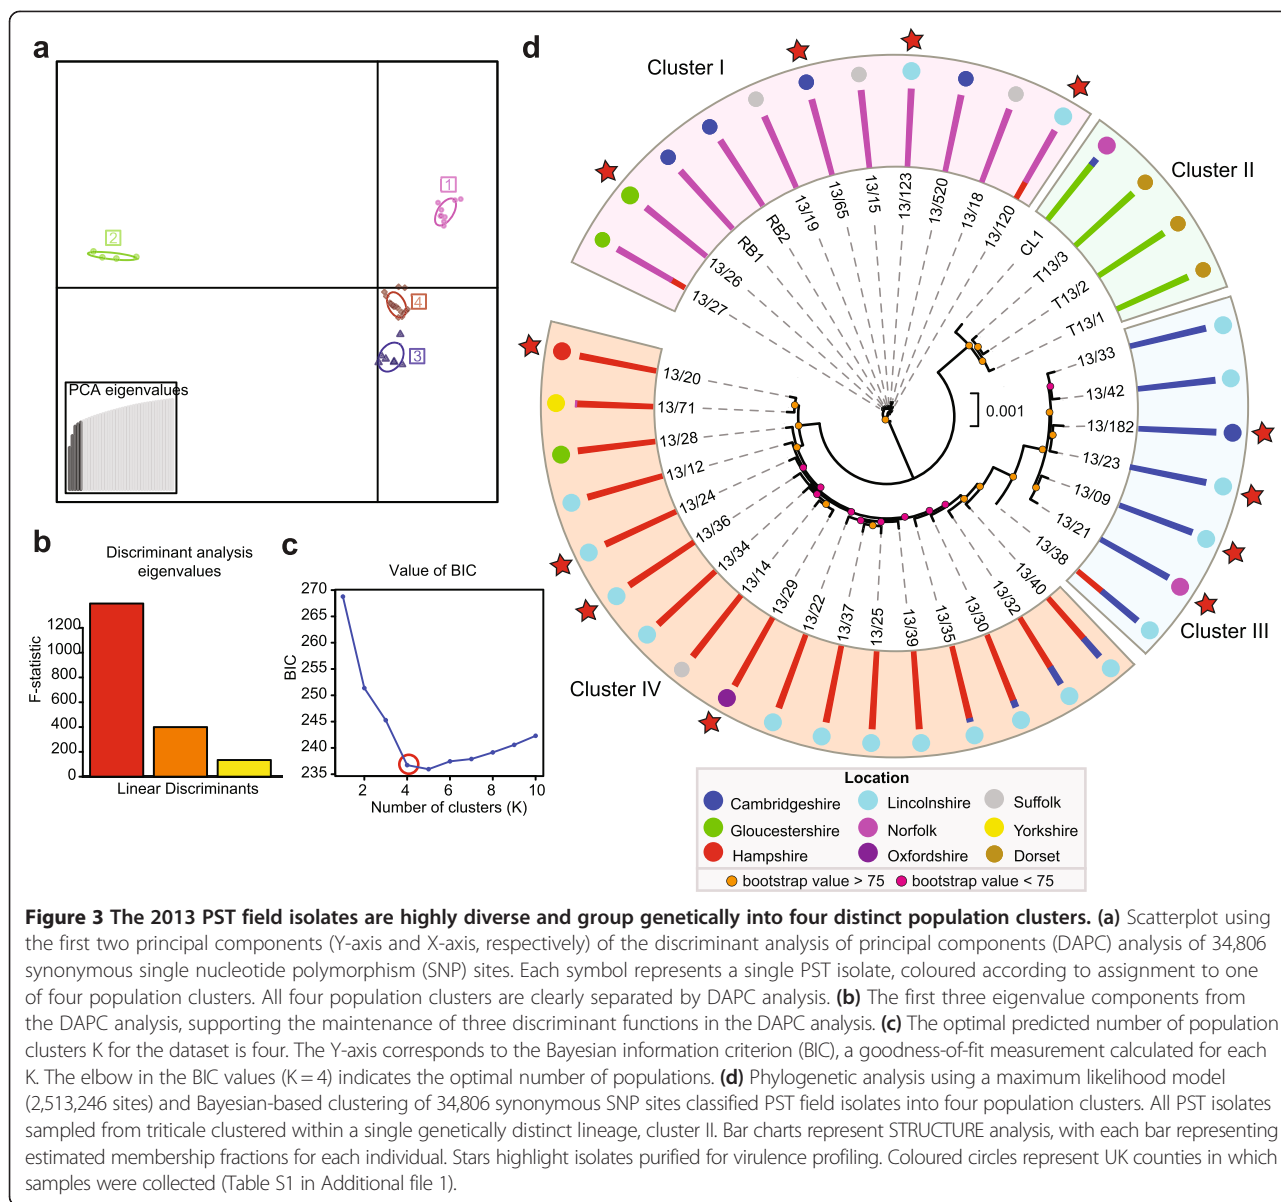 a
1
2
4
3
PCA eigenvalues
b
Discriminant analysis
eigenvalues
F-statistic
1200
1000
800
600
400
200
0
Linear Discriminants
c
Value of BIC
BIC
270
265
260
255
250
245
240
235
2 4 6 8 10
Number of clusters (K)
d
Cluster I
Cluster II
Cluster III
Cluster IV
13/27
13/26
RB1
RB2
13/19
13/65
13/15
13/123
13/520
13/18
13/120
CL1
T13/3
T13/2
T13/1
13/33
13/42
13/182
13/23
13/09
13/21
13/38
13/40
13/32
13/30
13/35
13/39
13/25
13/37
13/22
13/29
13/14
13/34
13/36
13/24
13/12
13/28
13/71
13/20
0.001
Location
Cambridgeshire Lincolnshire Suffolk
Gloucestershire Norfolk Yorkshire
Hampshire Oxfordshire Dorset
bootstrap value > 75 bootstrap value < 75
Figure 3 The 2013 PST field isolates are highly diverse and group genetically into four distinct population clusters. (a) Scatterplot using
the first two principal components (Y-axis and X-axis, respectively) of the discriminant analysis of principal components (DAPC) analysis of 34,806
synonymous single nucleotide polymorphism (SNP) sites. Each symbol represents a single PST isolate, coloured according to assignment to one
of four population clusters. All four population clusters are clearly separated by DAPC analysis. (b) The first three eigenvalue components from
the DAPC analysis, supporting the maintenance of three discriminant functions in the DAPC analysis. (c) The optimal predicted number of population
clusters K for the dataset is four. The Y-axis corresponds to the Bayesian information criterion (BIC), a goodness-of-fit measurement calculated for each
K. The elbow in the BIC values (K = 4) indicates the optimal number of populations. (d) Phylogenetic analysis using a maximum likelihood model
(2,513,246 sites) and Bayesian-based clustering of 34,806 synonymous SNP sites classified PST field isolates into four population clusters. All PST isolates
sampled from triticale clustered within a single genetically distinct lineage, cluster II. Bar charts represent STRUCTURE analysis, with each bar representing
estimated membership fractions for each individual. Stars highlight isolates purified for virulence profiling. Coloured circles represent UK counties in which
samples were collected (Table S1 in Additional file 1).